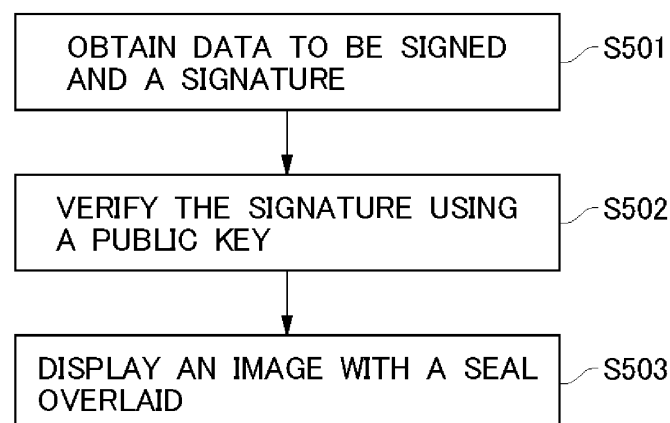 OBTAIN DATA TO BE SIGNED
AND A SIGNATURE
S501
VERIFY THE SIGNATURE USING
A PUBLIC KEY
S502
DISPLAY AN IMAGE WITH A SEAL
OVERLAID
S503